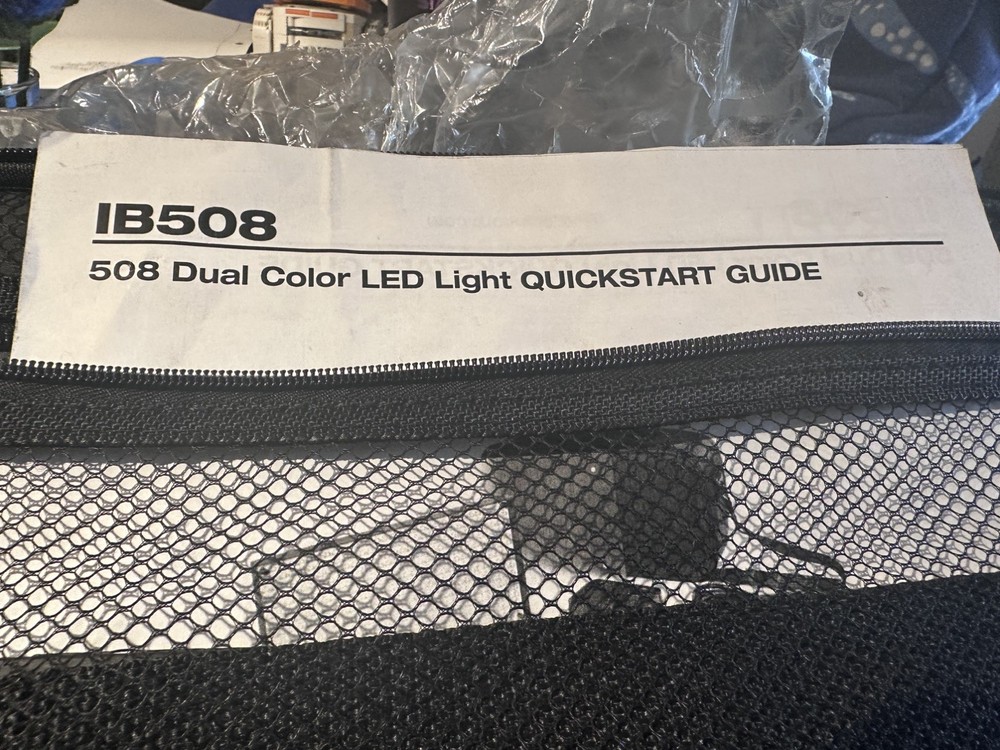 IB508
508 Dual Color LED Light QUICKSTART GUIDE